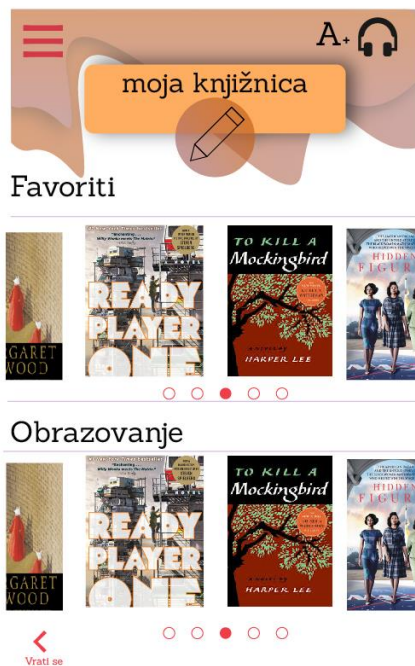 A+
moja knjižnica
Favoriti
GARET
WOOD
READY
PLAYER
ONE
TO KILL A
Mockingbird
HARPER LEE
HIDDEN
FIGUR
Obrazovanje
GARET
WOOD
READY
PLAYER
ONE
TO KILL A
Mockingbird
HARPER LEE
HIDDEN
FIGUR
Vrati se